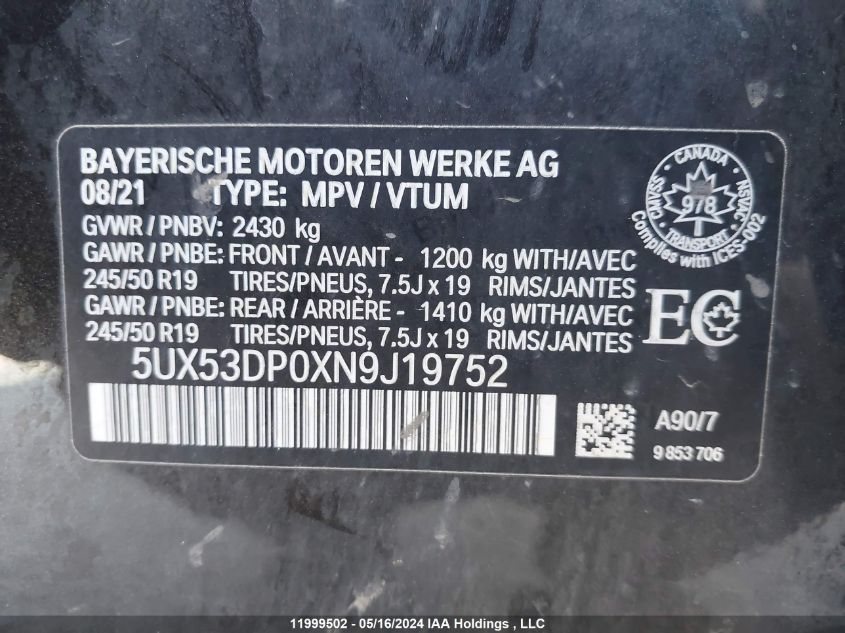 BAYERISCHE MOTOREN WERKE AG
08/21 TYPE: MPV / VTUM
GVWR / PNBV: 2430 kg
GAWR / PNBE: FRONT / AVANT - 1200 kg WITH/AVEC
245/50 R19 TIRES/PNEUS, 7.5J x 19 RIMS/JANTES
GAWR / PNBE: REAR / ARRIÈRE - 1410 kg WITH/AVEC
245/50 R19 TIRES/PNEUS, 7.5J x 19 RIMS/JANTES
5UX53DP0XN9J19752
CANADA
CMVSS
NSVAC
978
TRANSPORT
Complies with ICES-002
EC
A90/7
9 853 706
11999502 - 05/16/2024 IAA Holdings , LLC